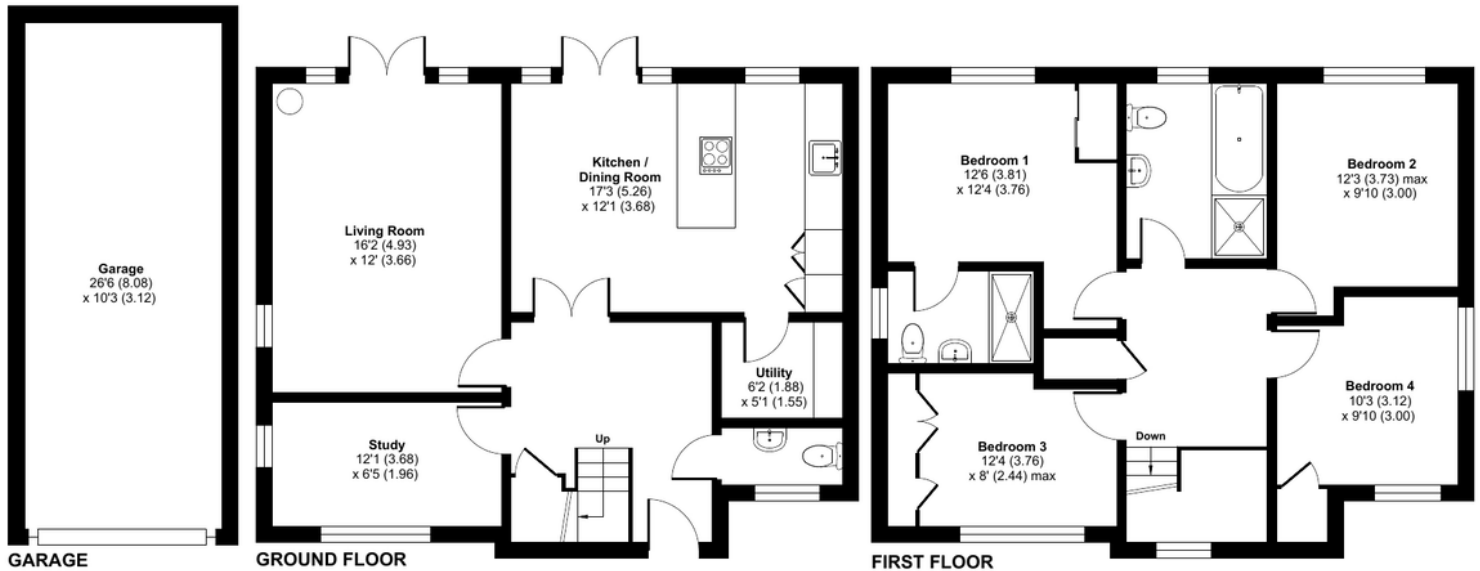 Garage
26'6 (8.08)
x 10'3 (3.12)
GARAGE
Living Room
16'2 (4.93)
x 12' (3.66)
Kitchen /
Dining Room
17'3 (5.26)
x 12'1 (3.68)
Utility
6'2 (1.88)
x 5'1 (1.55)
Study
12'1 (3.68)
x 6'5 (1.96)
Up
GROUND FLOOR
Bedroom 1
12'6 (3.81)
x 12'4 (3.76)
Bedroom 2
12'3 (3.73) max
x 9'10 (3.00)
Bedroom 3
12'4 (3.76)
x 8' (2.44) max
Down
Bedroom 4
10'3 (3.12)
x 9'10 (3.00)
FIRST FLOOR